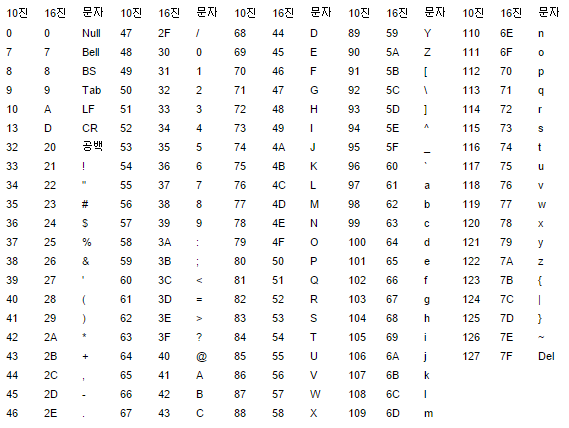 10진 16진 문자 10진 16진 문자 10진 16진 문자 10진 16진 문자 10진 16진 문자
0 0 Null 47 2F / 68 44 D 89 59 Y 110 6E n
7 7 Bell 48 30 0 69 45 E 90 5A Z 111 6F o
8 8 BS 49 31 1 70 46 F 91 5B [ 112 70 p
9 9 Tab 50 32 2 71 47 G 92 5C \ 113 71 q
10 A LF 51 33 3 72 48 H 93 5D ] 114 72 r
13 D CR 52 34 4 73 49 I 94 5E ^ 115 73 s
32 20 공백 53 35 5 74 4A J 95 5F _ 116 74 t
33 21 ! 54 36 6 75 4B K 96 60 ` 117 75 u
34 22 " 55 37 7 76 4C L 97 61 a 118 76 v
35 23 # 56 38 8 77 4D M 98 62 b 119 77 w
36 24 $ 57 39 9 78 4E N 99 63 c 120 78 x
37 25 % 58 3A : 79 4F O 100 64 d 121 79 y
38 26 & 59 3B ; 80 50 P 101 65 e 122 7A z
39 27 ' 60 3C < 81 51 Q 102 66 f 123 7B {
40 28 ( 61 3D = 82 52 R 103 67 g 124 7C |
41 29 ) 62 3E > 83 53 S 104 68 h 125 7D }
42 2A * 63 3F ? 84 54 T 105 69 i 126 7E ~
43 2B + 64 40 @ 85 55 U 106 6A j 127 7F Del
44 2C , 65 41 A 86 56 V 107 6B k
45 2D - 66 42 B 87 57 W 108 6C l
46 2E . 67 43 C 88 58 X 109 6D m